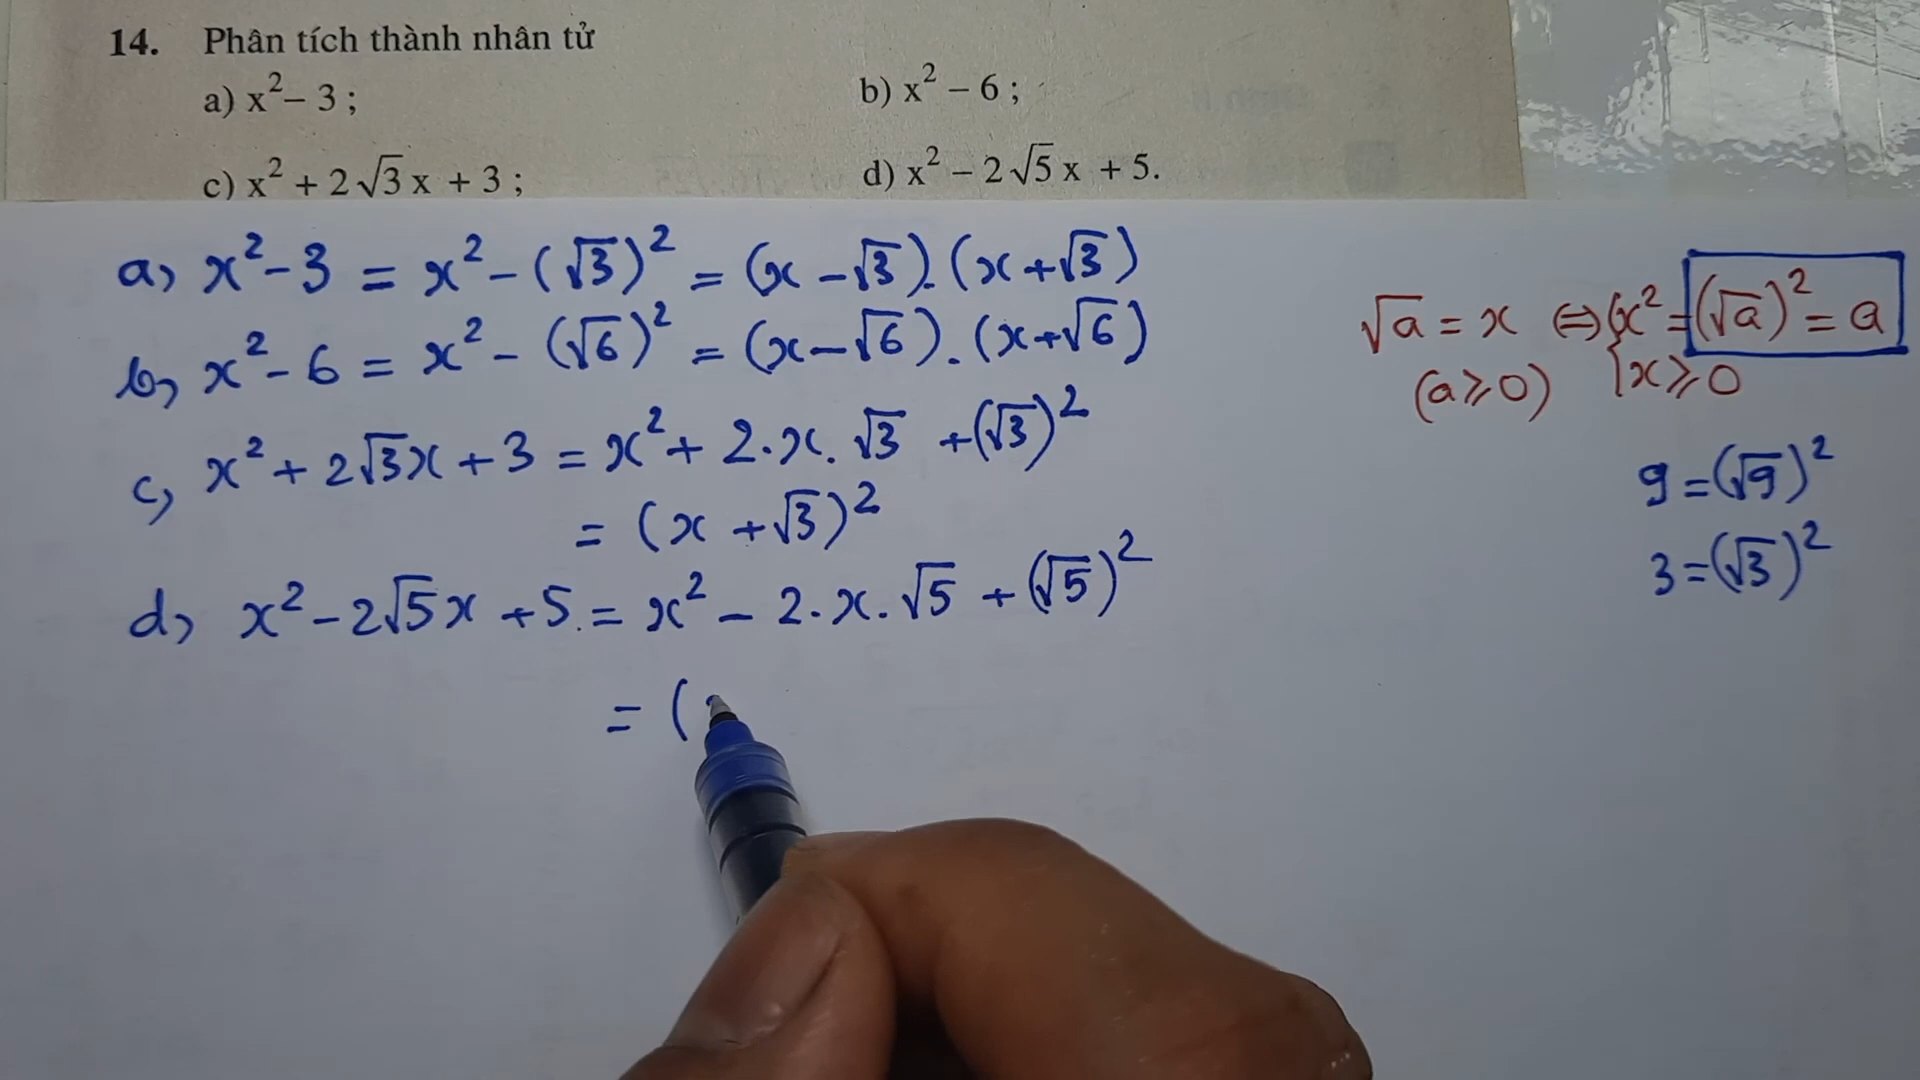 14. Phân tích thành nhân tử
a) x² – 3 ; b) x² – 6 ;
c) x² + 2√3 x + 3 ; d) x² – 2√5 x + 5.
a, x² - 3 = x² - (√3)² = (x - √3).(x + √3)
b, x² - 6 = x² - (√6)² = (x - √6).(x + √6)
c, x² + 2√3x + 3 = x² + 2.x.√3 + (√3)²
= (x + √3)²
d, x² - 2√5x + 5 = x² - 2.x.√5 + (√5)²
= (
√a = x ⇔ { x² = (√a)² = a
(a ≥ 0) x ≥ 0
9 = (√9)²
3 = (√3)²